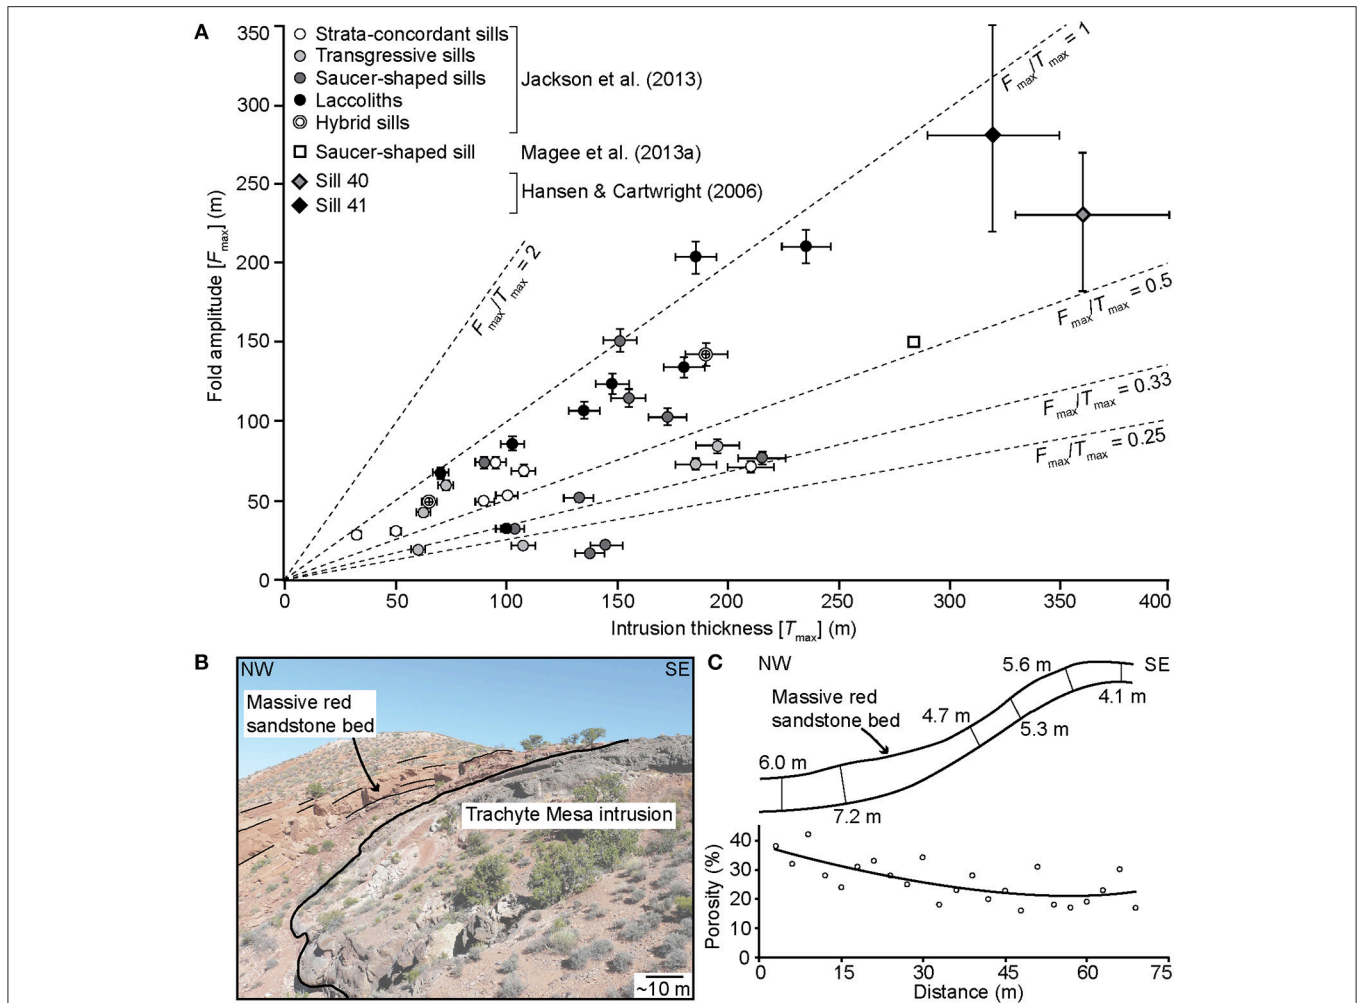 A
350
300
250
200
150
100
50
0
Fold amplitude [Fmax] (m)
Strata-concordant sills
Transgressive sills
Saucer-shaped sills
Laccoliths
Hybrid sills
Jackson et al. (2013)
Saucer-shaped sill
Magee et al. (2013a)
Sill 40
Sill 41
Hansen & Cartwright (2006)
Fmax/Tmax = 2
Fmax/Tmax = 1
Fmax/Tmax = 0.5
Fmax/Tmax = 0.33
Fmax/Tmax = 0.25
0 50 100 150 200 250 300 350 400
Intrusion thickness [Tmax] (m)
B
NW
SE
Massive red
sandstone bed
Trachyte Mesa intrusion
~10 m
C
NW
SE
Massive red
sandstone bed
6.0 m
7.2 m
4.7 m
5.3 m
5.6 m
4.1 m
Porosity (%)
40
30
20
10
0
0 15 30 45 60 75
Distance (m)